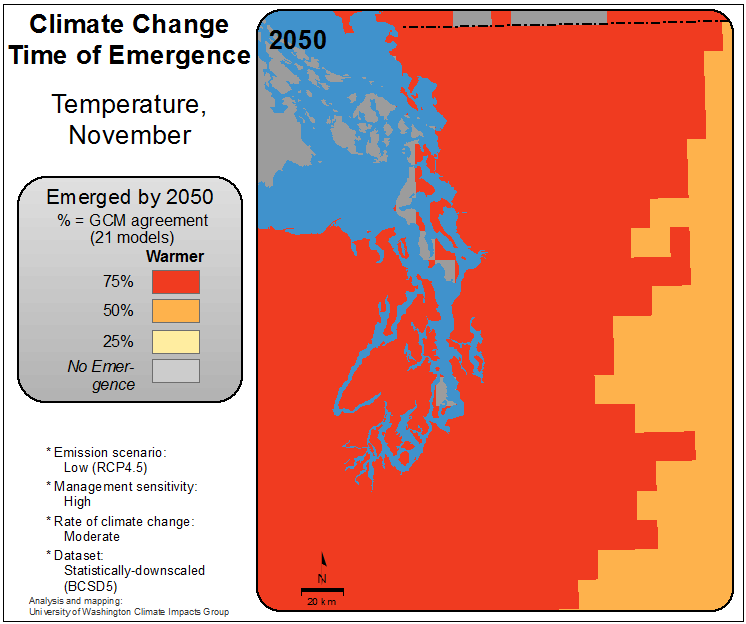 Climate Change
Time of Emergence
Temperature,
November
Emerged by 2050
% = GCM agreement
(21 models)
Warmer
75%
50%
25%
No Emer-
gence
* Emission scenario:
Low (RCP4.5)
* Management sensitivity:
High
* Rate of climate change:
Moderate
* Dataset:
Statistically-downscaled
(BCSD5)
Analysis and mapping:
University of Washington Climate Impacts Group
2050
N
20 km